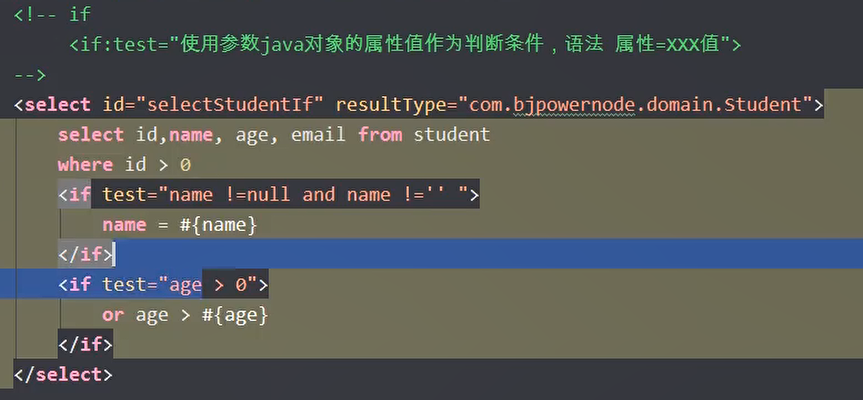 <!-- if
<if:test="使用参数java对象的属性值作为判断条件，语法 属性=XXX值">
-->
<select id="selectStudentIf" resultType="com.bjpowernode.domain.Student">
select id,name, age, email from student
where id > 0
<if test="name !=null and name !='' ">
name = #{name}
</if>
<if test="age > 0">
or age > #{age}
</if>
</select>